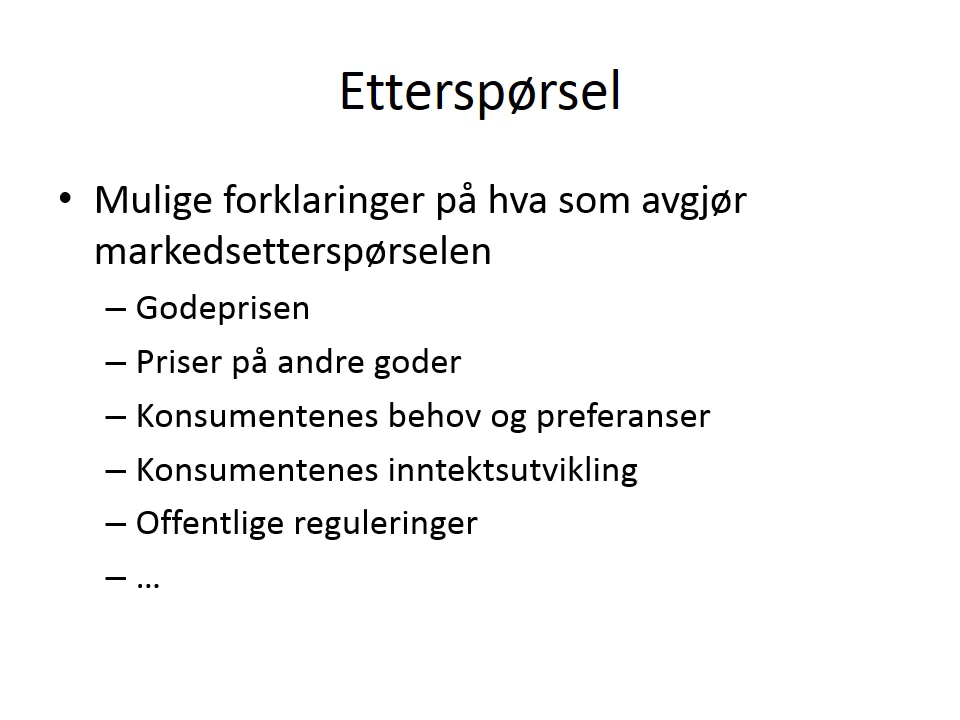 Etterspørsel
• Mulige forklaringer på hva som avgjør
markedsetterspørselen
– Godeprisen
– Priser på andre goder
– Konsumentenes behov og preferanser
– Konsumentenes inntektsutvikling
– Offentlige reguleringer
– …